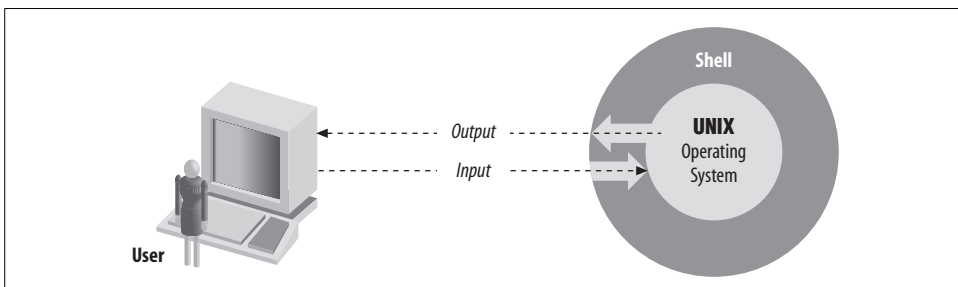 Shell
Output
Input
UNIX
Operating
System
User